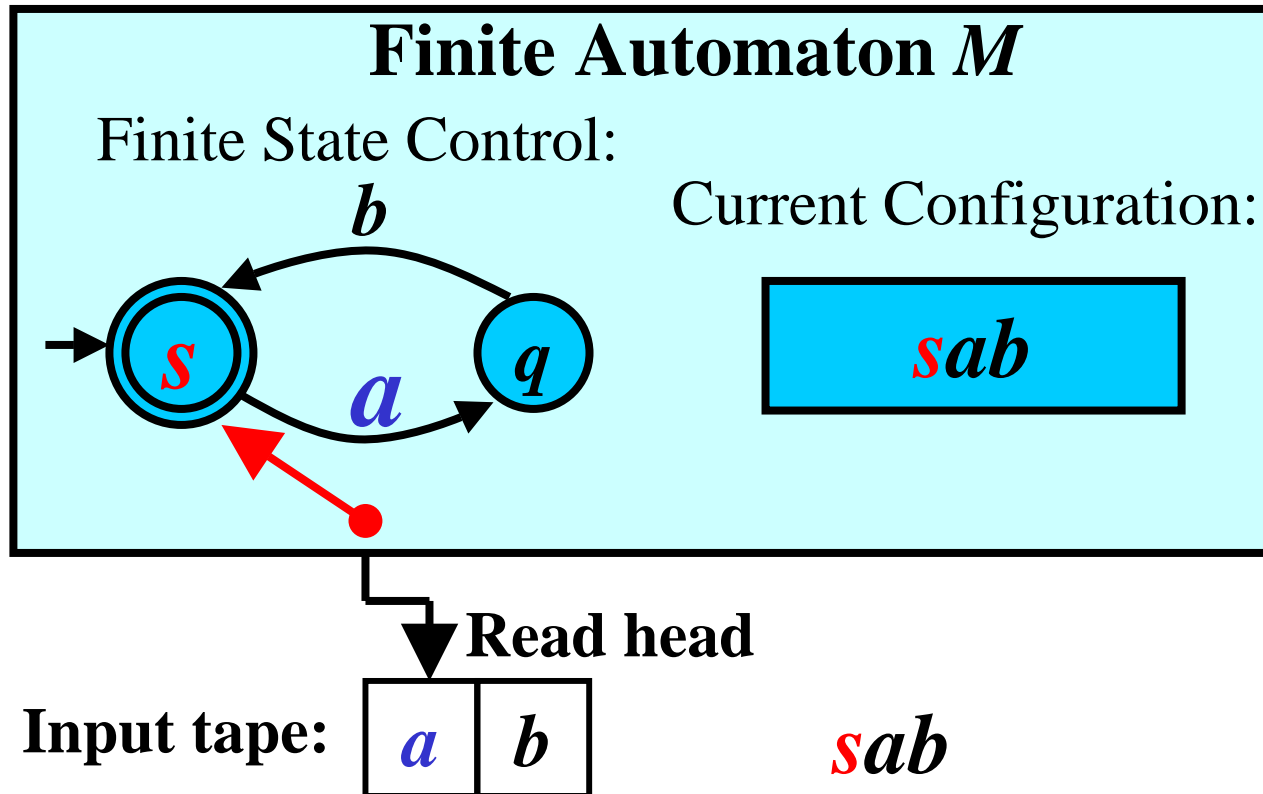 Finite Automaton M
Finite State Control:
b
Current Configuration:
s
a
q
sab
Read head
Input tape:
a
b
sab